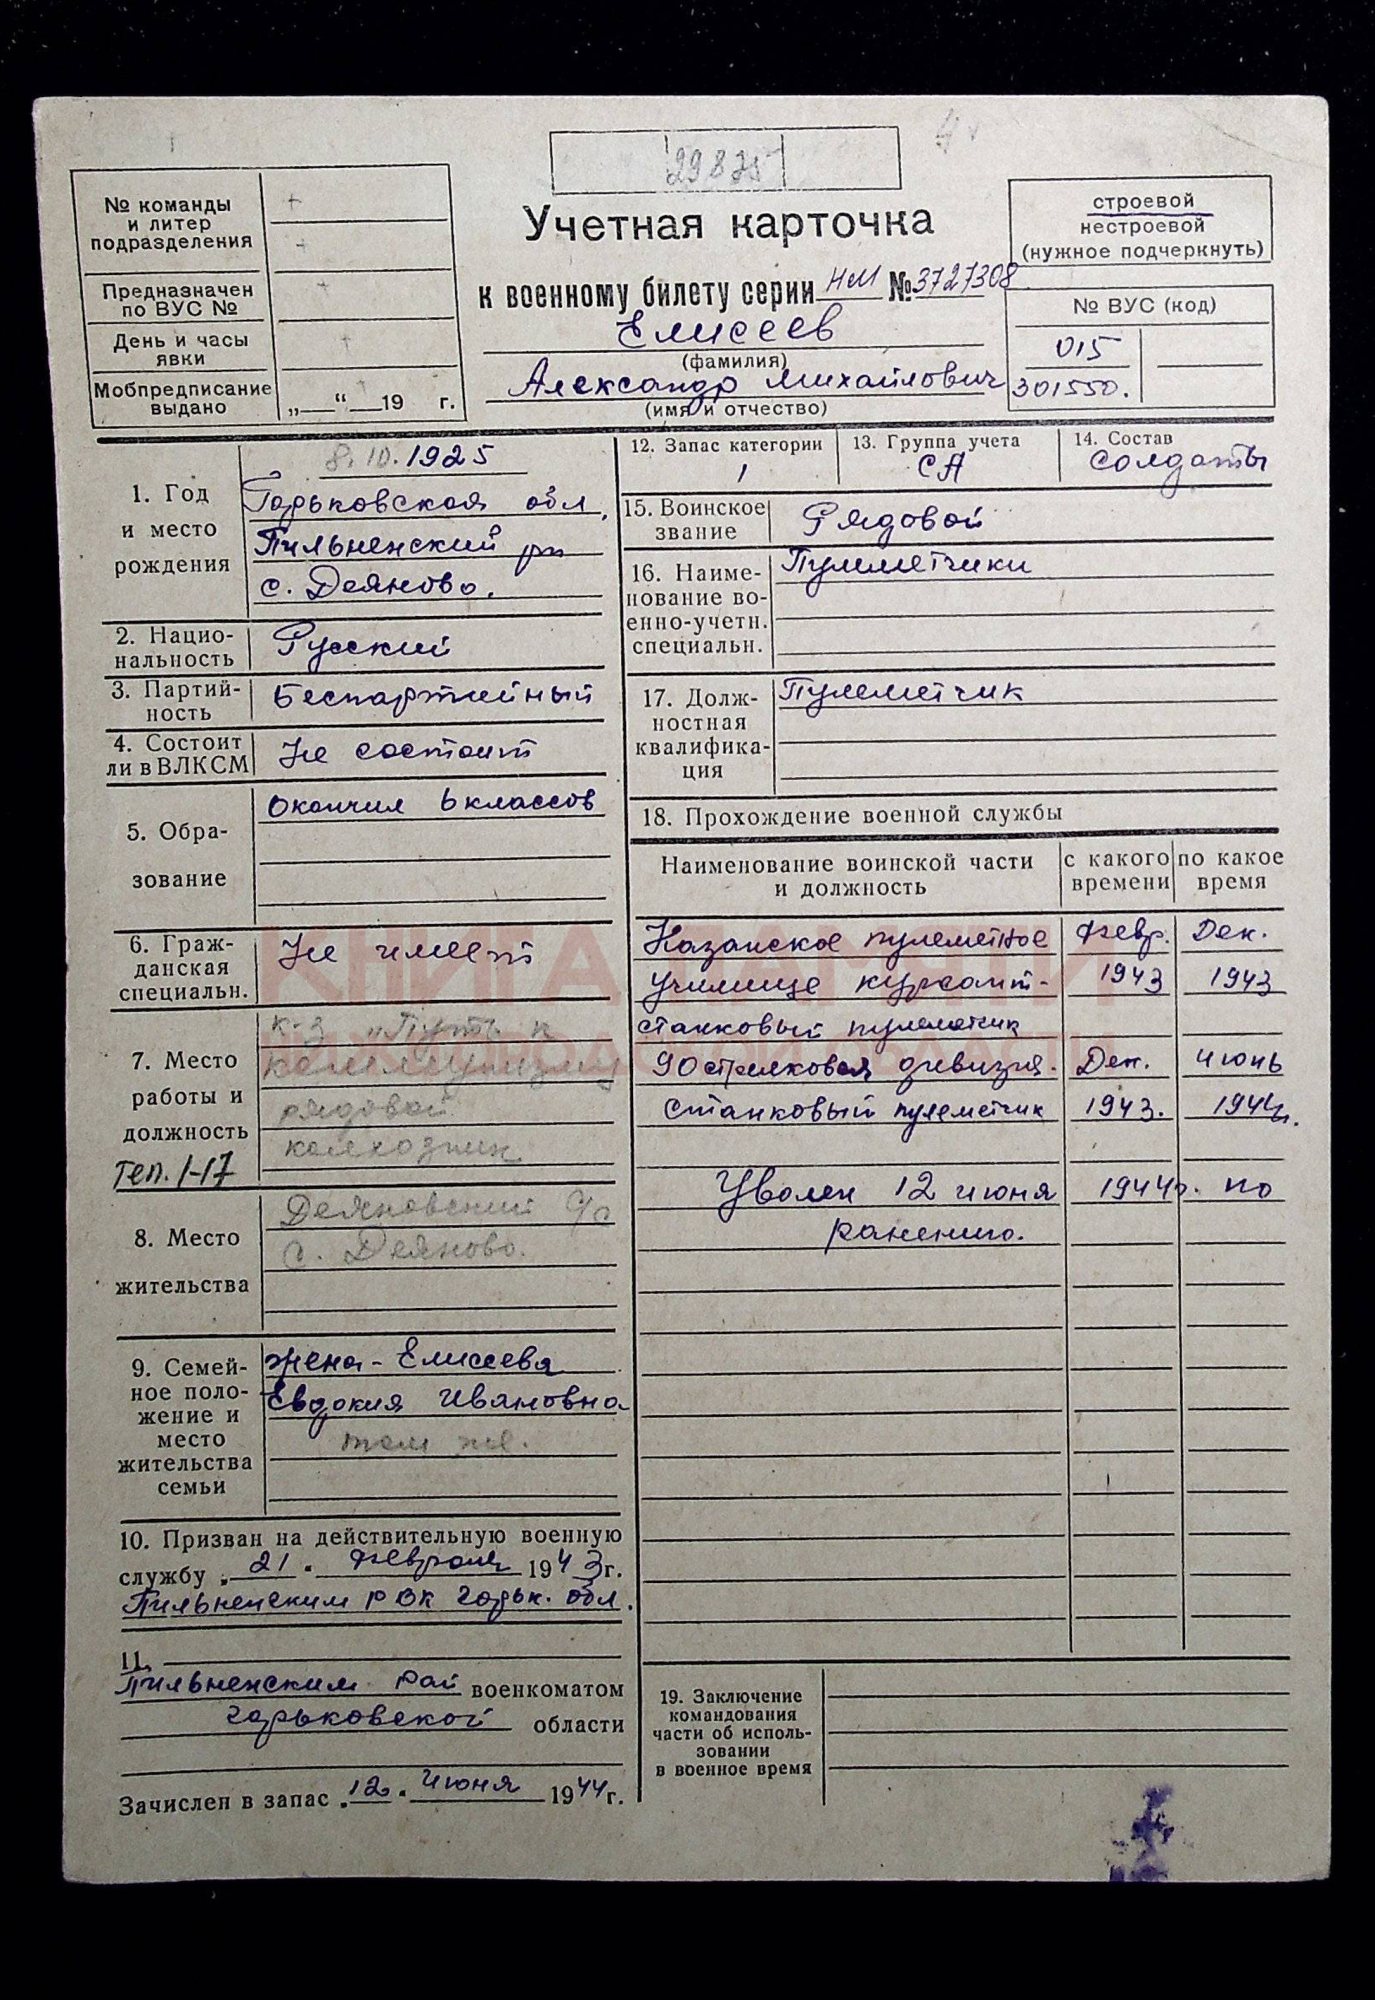 29875
№ команды
и литер
подразделения
Предназначен
по ВУС №
День и часы
явки
Мобпредписание
выдано
„ “ 19 г.
Учетная карточка
к военному билету серии НМ № 3727308
Елисеев
(фамилия)
Александр Михайлович
(имя и отчество)
строевой
нестроевой
(нужное подчеркнуть)
№ ВУС (код)
015
301550.
1. Год
и место
рождения
8.10.1925
Горьковская обл,
Пильненский рн
с. Деяново.
2. Нацио-
нальность
Русский
3. Партий-
ность
Беспартийный
4. Состоит
ли в ВЛКСМ
Не состоит
5. Обра-
зование
Окончил 6 классов
6. Граж-
данская
специальн.
Не имеет
7. Место
работы и
должность
тел. 1-17
к-з „Путь к
коммунизму
рядовой
колхозник
8. Место
жительства
Деяновский с/с
с. Деяново.
9. Семей-
ное поло-
жение и
место
жительства
семьи
жена - Елисеева
Евдокия Ивановна
там же.
10. Призван на действительную военную
службу „21" февраля 1943г.
Пильненским РВК Горьк. обл.
11.
Пильненским рай военкоматом
Горьковской области
Зачислен в запас „12" июня 1944г.
12. Запас категории
1
13. Группа учета
СА
14. Состав
солдаты
15. Воинское
звание
Рядовой
16. Наиме-
нование во-
енно-учетн.
специальн.
Пулеметчики
17. Долж-
ностная
квалифика-
ция
Пулеметчик
18. Прохождение военной службы
Наименование воинской части
и должность
с какого
времени
по какое
время
Казанское пулеметное Февр. Дек.
училище курсант- 1943 1943
станковый пулеметчик
90 стрелковая дивизия. Дек. июнь
станковый пулеметчик 1943. 1944г.
Уволен 12 июня 1944г. по
ранению.
19. Заключение
командования
части об исполь-
зовании
в военное время
КНИГА ПАМЯТИ
НИЖЕГОРОДСКОЙ ОБЛАСТИ